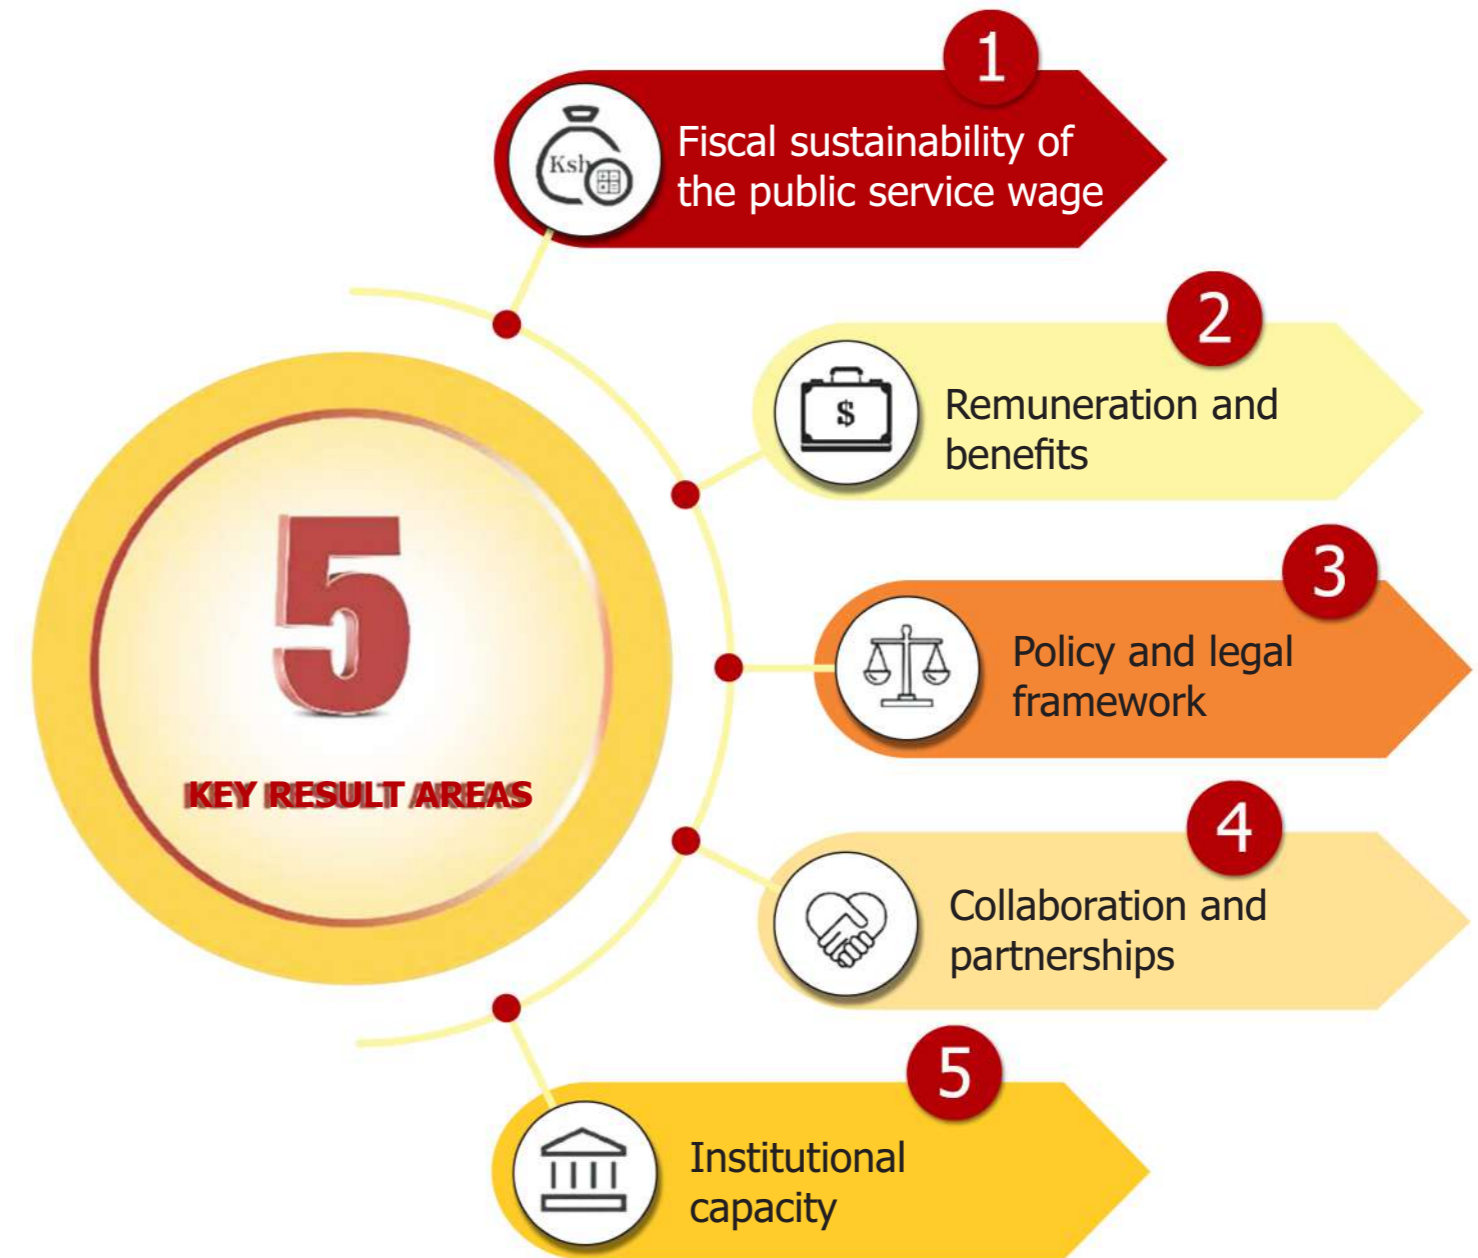 1
Fiscal sustainability of
the public service wage
Ksh
2
$
Remuneration and
benefits
3
Policy and legal
framework
5
KEY RESULT AREAS
4
Collaboration and
partnerships
5
Institutional
capacity